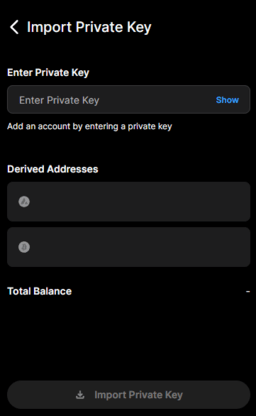 Import Private Key
Enter Private Key
Enter Private Key Show
Add an account by entering a private key
Derived Addresses
Total Balance -
Import Private Key